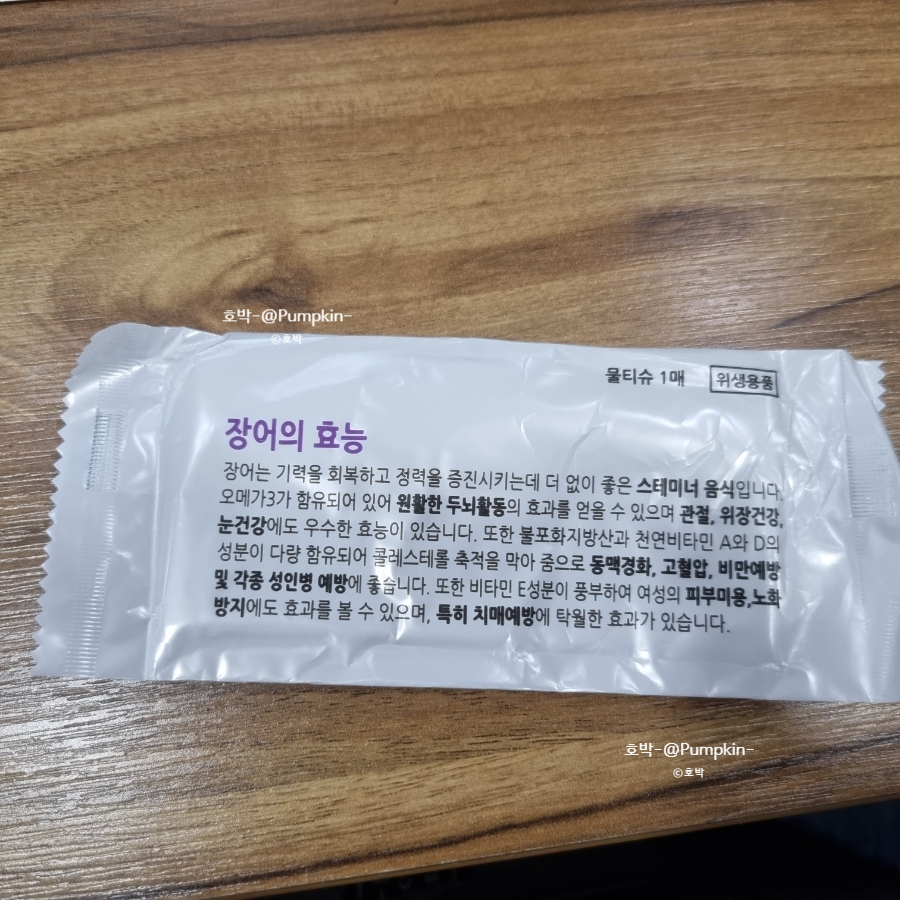 호박-@Pumpkin-
©호박
물티슈 1매 위생용품
장어의 효능
장어는 기력을 회복하고 정력을 증진시키는데 더 없이 좋은 스테미너 음식입니다.
오메가3가 함유되어 있어 원활한 두뇌활동의 효과를 얻을 수 있으며 관절, 위장건강,
눈건강에도 우수한 효능이 있습니다. 또한 불포화지방산과 천연비타민 A와 D의
성분이 다량 함유되어 콜레스테롤 축적을 막아 줌으로 동맥경화, 고혈압, 비만예방
및 각종 성인병 예방에 좋습니다. 또한 비타민 E성분이 풍부하여 여성의 피부미용,노화
방지에도 효과를 볼 수 있으며, 특히 치매예방에 탁월한 효과가 있습니다.
호박-@Pumpkin-
©호박